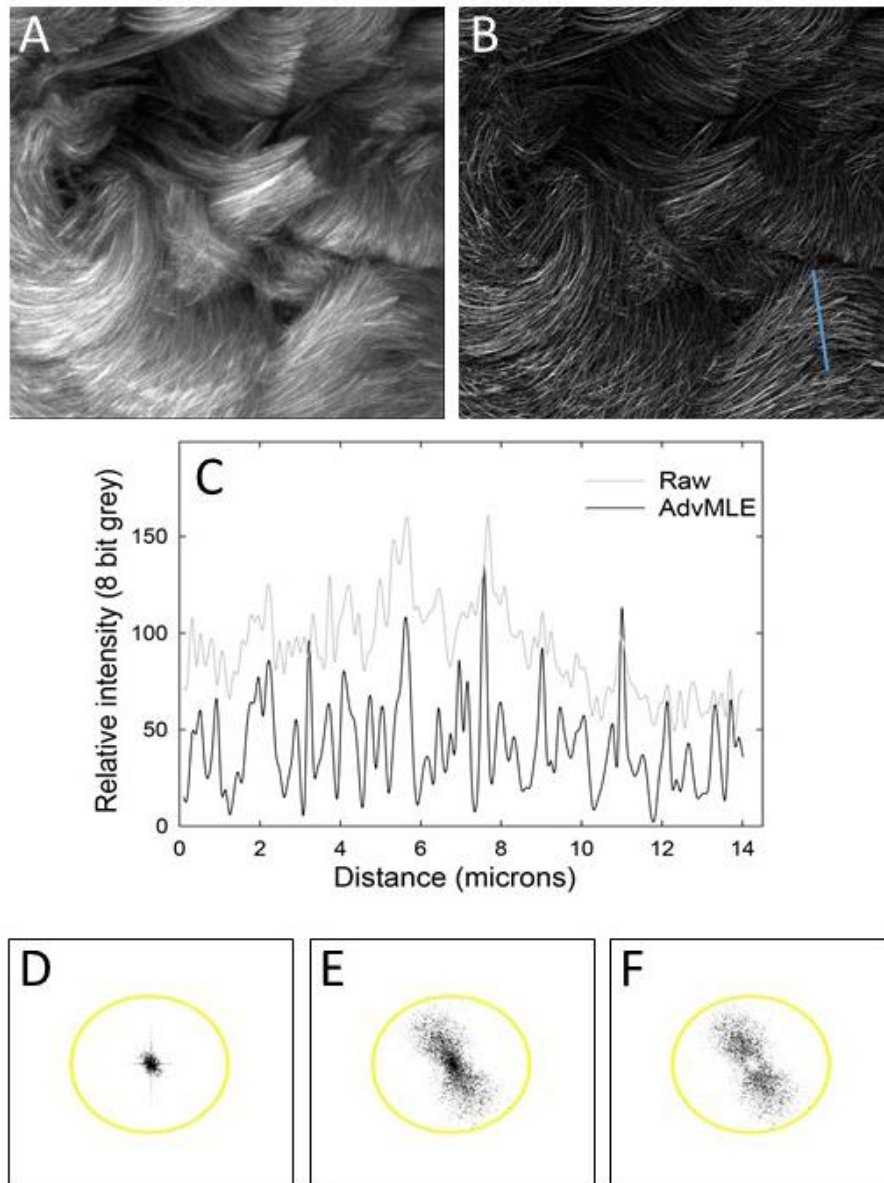 A
B
C
Raw
AdvMLE
Relative intensity (8 bit grey)
150
100
50
0
0 2 4 6 8 10 12 14
Distance (microns)
D
E
F